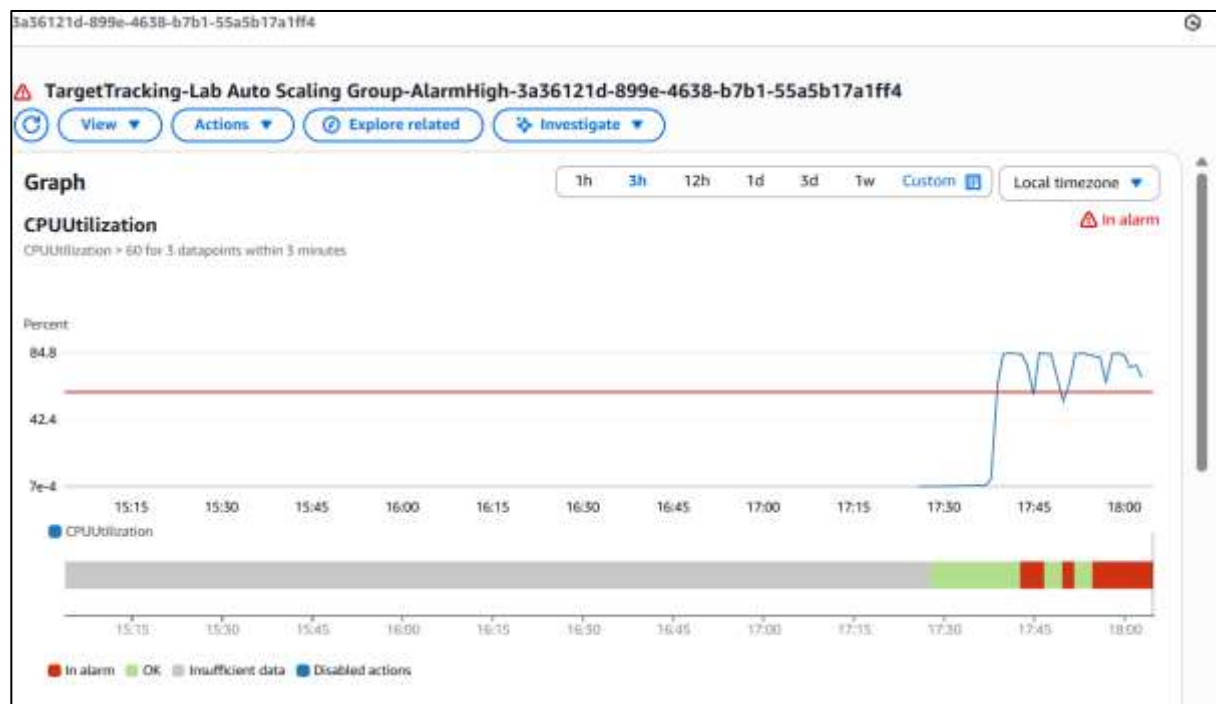 3a36121d-899e-4638-b7b1-55a5b17a1ff4
TargetTracking-Lab Auto Scaling Group-AlarmHigh-3a36121d-899e-4638-b7b1-55a5b17a1ff4
View Actions Explore related Investigate
Graph 1h 3h 12h 1d 3d 1w Custom Local timezone
CPUUtilization In alarm
CPUUtilization > 60 for 3 datapoints within 3 minutes
Percent
84.8
42.4
7e-4
15:15 15:30 15:45 16:00 16:15 16:30 16:45 17:00 17:15 17:30 17:45 18:00
CPUUtilization
15:15 15:30 15:45 16:00 16:15 16:30 16:45 17:00 17:15 17:30 17:45 18:00
In alarm OK Insufficient data Disabled actions